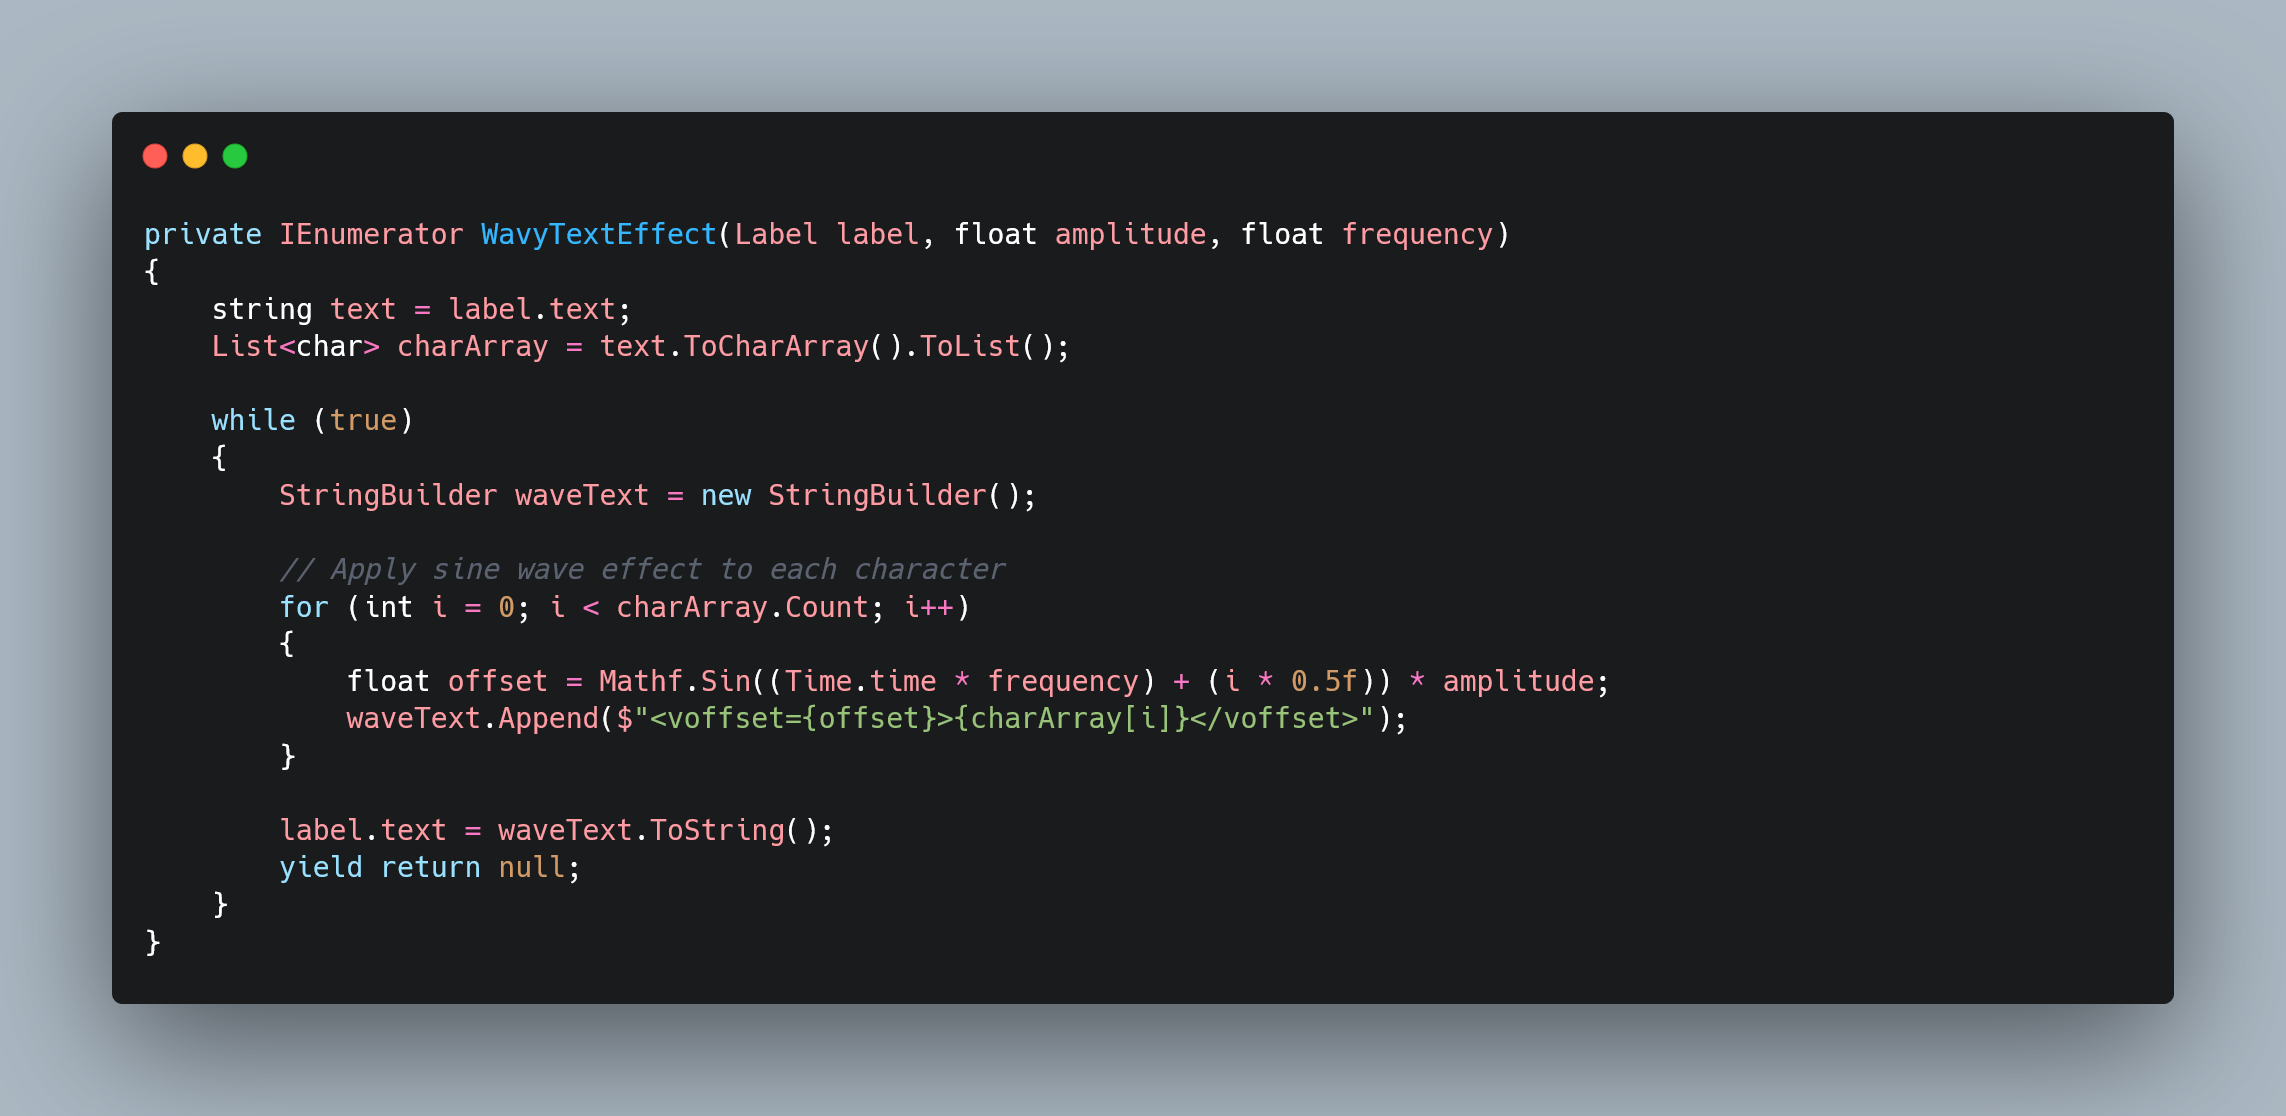 private IEnumerator WavyTextEffect(Label label, float amplitude, float frequency)
{
    string text = label.text;
    List<char> charArray = text.ToCharArray().ToList();

    while (true)
    {
        StringBuilder waveText = new StringBuilder();

        // Apply sine wave effect to each character
        for (int i = 0; i < charArray.Count; i++)
        {
            float offset = Mathf.Sin((Time.time * frequency) + (i * 0.5f)) * amplitude;
            waveText.Append($"<voffset={offset}>{charArray[i]}</voffset>");
        }

        label.text = waveText.ToString();
        yield return null;
    }
}